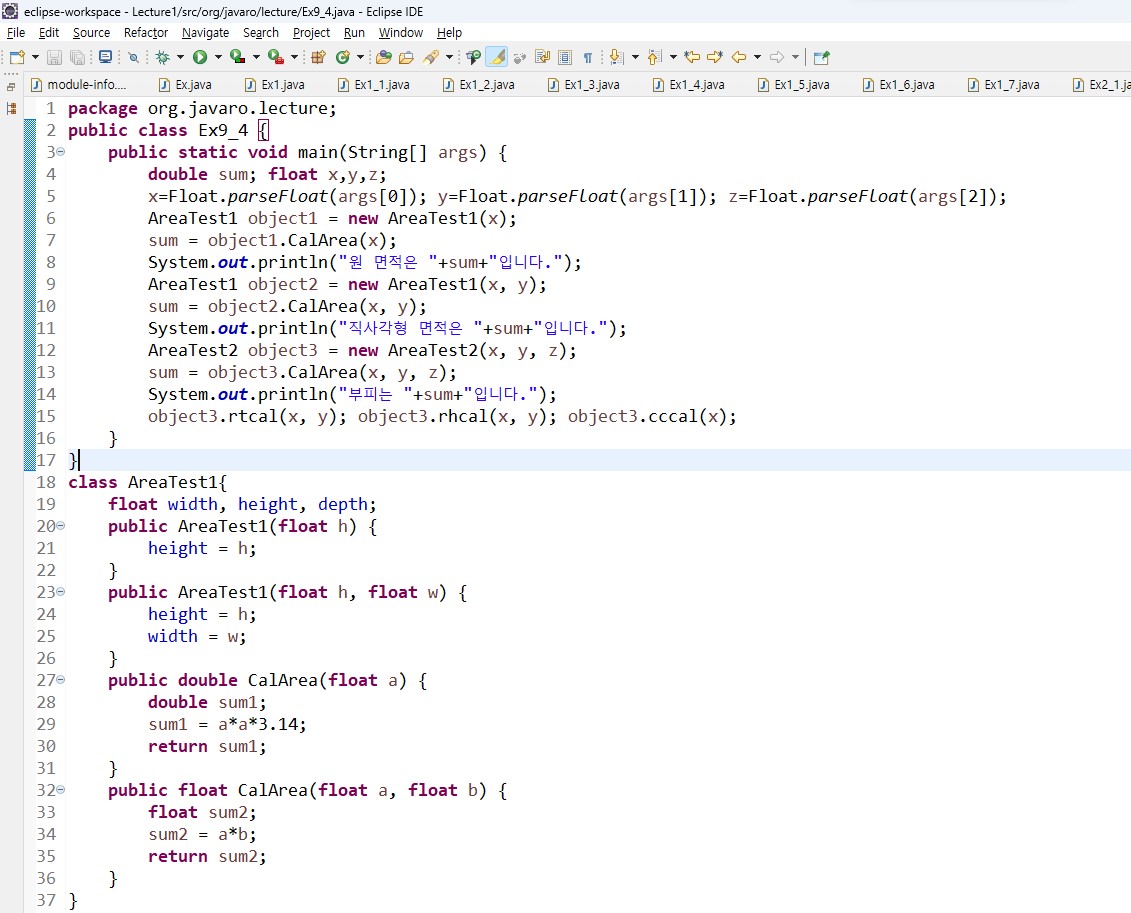 eclipse-workspace - Lecture1/src/org/javaro/lecture/Ex9_4.java - Eclipse IDE
File Edit Source Refactor Navigate Search Project Run Window Help
module-info.... Ex.java Ex1.java Ex1_1.java Ex1_2.java Ex1_3.java Ex1_4.java Ex1_5.java Ex1_6.java Ex1_7.java Ex2_1.ja
1 package org.javaro.lecture;
2 public class Ex9_4 {
3 public static void main(String[] args) {
4 double sum; float x,y,z;
5 x=Float.parseFloat(args[0]); y=Float.parseFloat(args[1]); z=Float.parseFloat(args[2]);
6 AreaTest1 object1 = new AreaTest1(x);
7 sum = object1.CalArea(x);
8 System.out.println("원 면적은 "+sum+"입니다.");
9 AreaTest1 object2 = new AreaTest1(x, y);
10 sum = object2.CalArea(x, y);
11 System.out.println("직사각형 면적은 "+sum+"입니다.");
12 AreaTest2 object3 = new AreaTest2(x, y, z);
13 sum = object3.CalArea(x, y, z);
14 System.out.println("부피는 "+sum+"입니다.");
15 object3.rtcal(x, y); object3.rhcal(x, y); object3.cccal(x);
16 }
17 }
18 class AreaTest1{
19 float width, height, depth;
20 public AreaTest1(float h) {
21 height = h;
22 }
23 public AreaTest1(float h, float w) {
24 height = h;
25 width = w;
26 }
27 public double CalArea(float a) {
28 double sum1;
29 sum1 = a*a*3.14;
30 return sum1;
31 }
32 public float CalArea(float a, float b) {
33 float sum2;
34 sum2 = a*b;
35 return sum2;
36 }
37 }